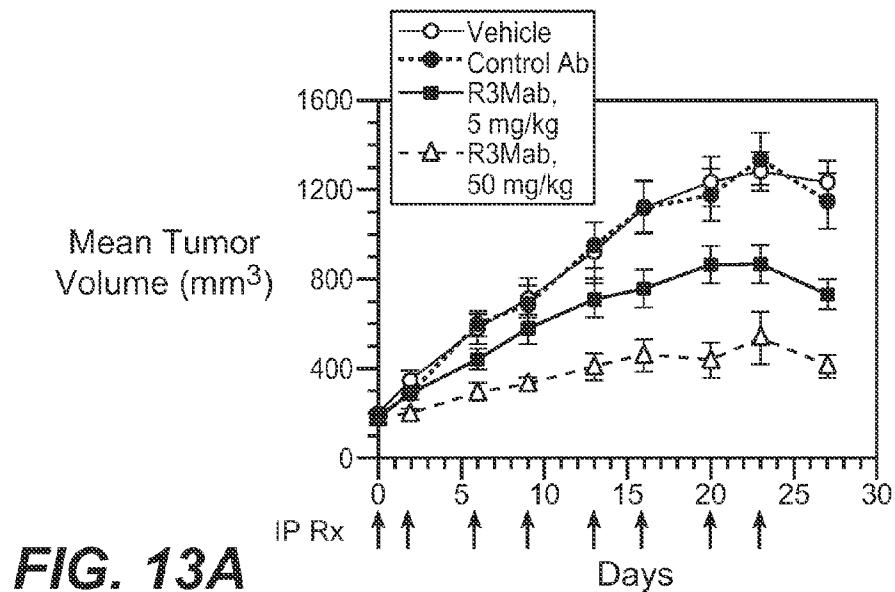 Vehicle
Control Ab
R3Mab,
5 mg/kg
R3Mab,
50 mg/kg
1600
1200
800
400
0
Mean Tumor
Volume (mm³)
0 5 10 15 20 25 30
IP Rx
Days
FIG. 13A